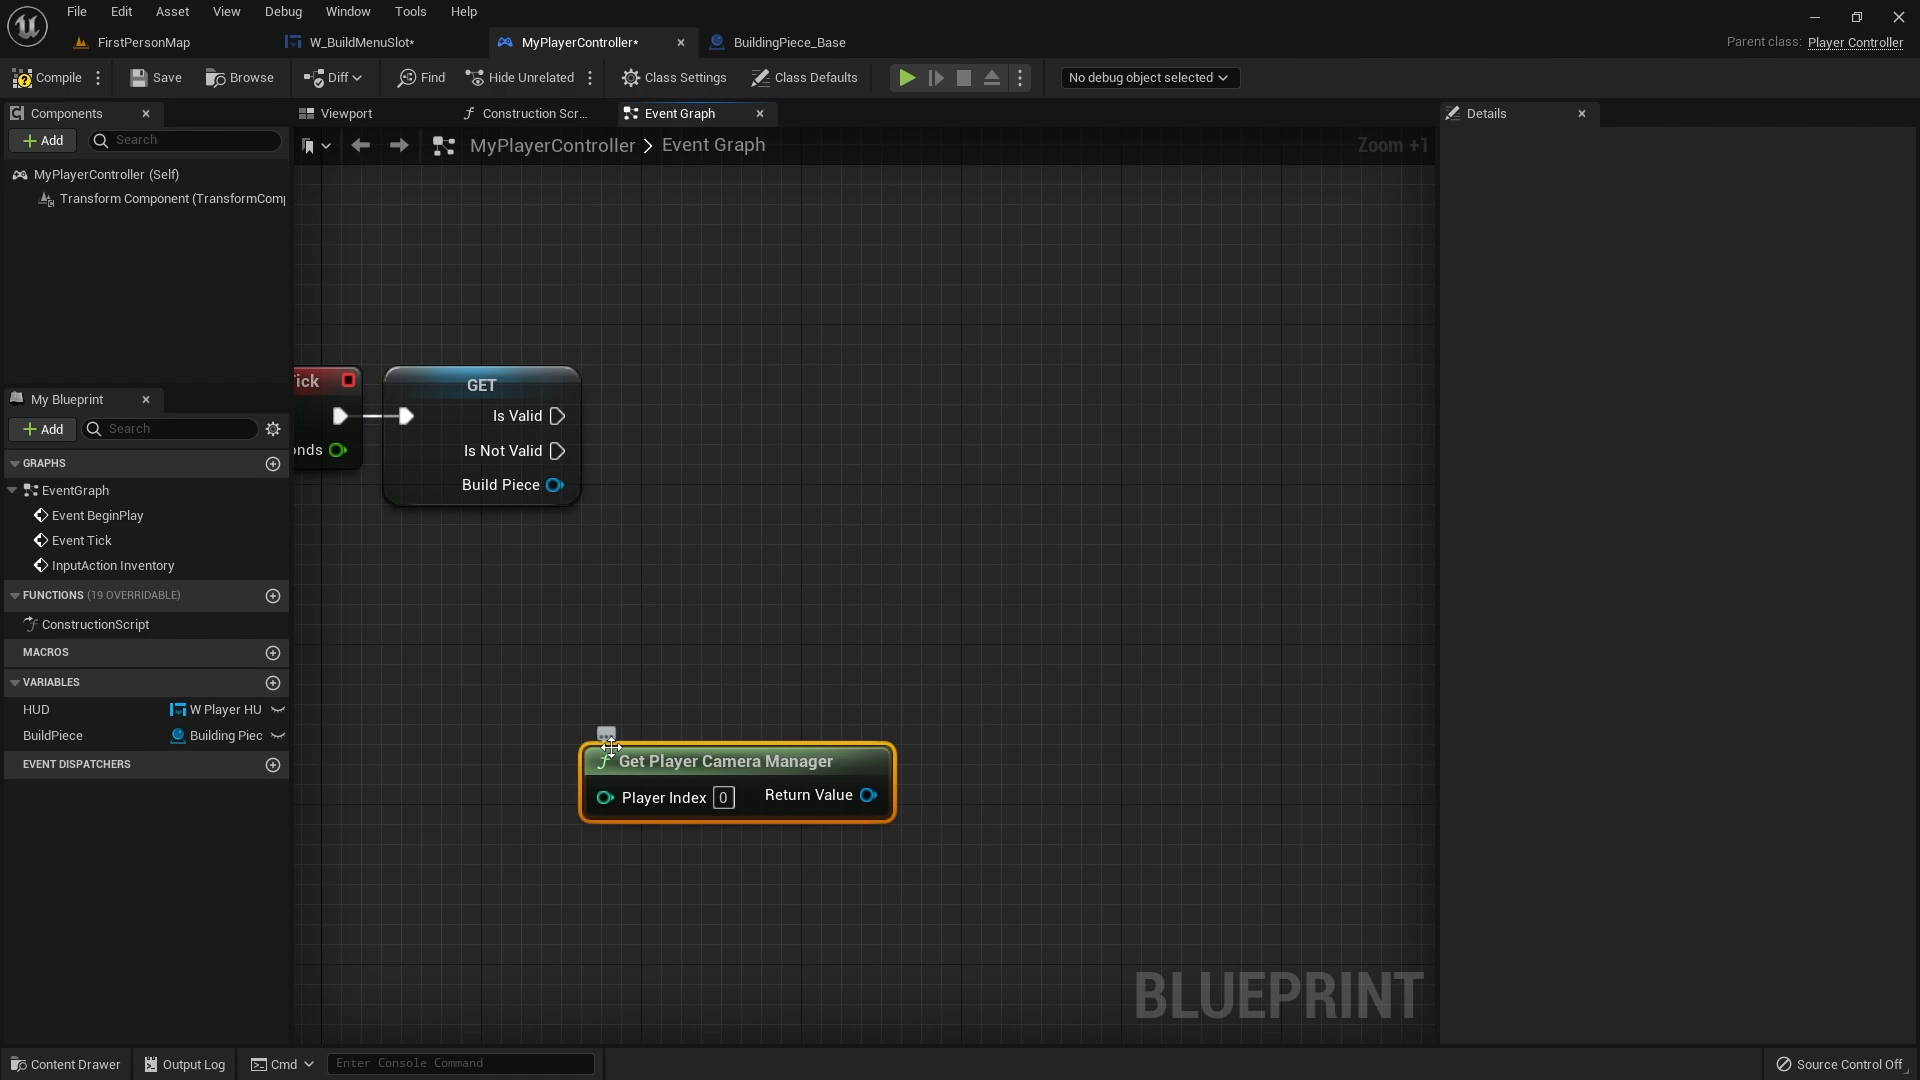 File Edit Asset View Debug Window Tools Help
FirstPersonMap W_BuildMenuSlot* MyPlayerController* BuildingPiece_Base Parent class: Player Controller
Compile Save Browse Diff Find Hide Unrelated Class Settings Class Defaults No debug object selected
Components Viewport Construction Scr... Event Graph Details
Add Search
MyPlayerController > Event Graph Zoom +1
MyPlayerController (Self)
Transform Component (TransformComp
ick GET
Is Valid
nds Is Not Valid
Build Piece
My Blueprint
Add Search
GRAPHS
EventGraph
Event BeginPlay
Event Tick
InputAction Inventory
FUNCTIONS (19 OVERRIDABLE)
ConstructionScript
MACROS
VARIABLES
HUD W Player HU
BuildPiece Building Piec
EVENT DISPATCHERS
Get Player Camera Manager
Player Index 0 Return Value
BLUEPRINT
Content Drawer Output Log Cmd Enter Console Command Source Control Off